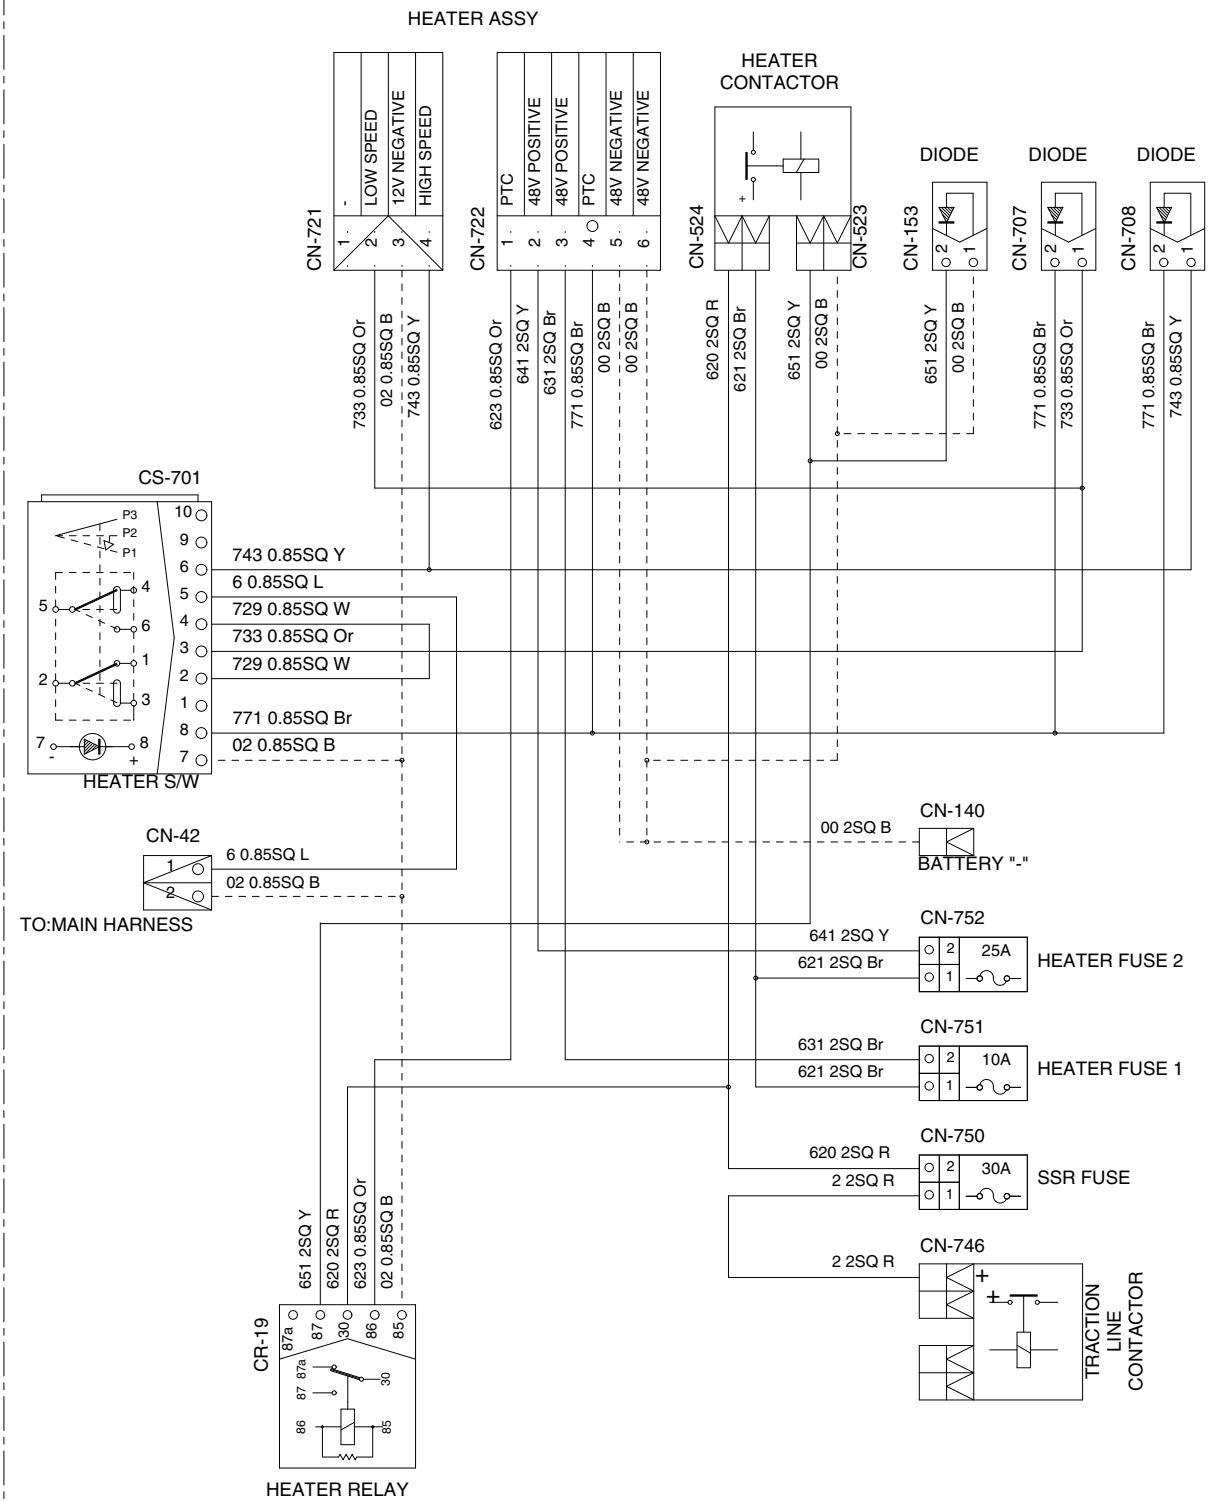 HEATER ASSY
CN-721
1 -
2 LOW SPEED
3 12V NEGATIVE
4 HIGH SPEED
733 0.85SQ Or
02 0.85SQ B
743 0.85SQ Y
CN-722
1 PTC
2 48V POSITIVE
3 48V POSITIVE
4 PTC
5 48V NEGATIVE
6 48V NEGATIVE
623 0.85SQ Or
641 2SQ Y
631 2SQ Br
771 0.85SQ Br
00 2SQ B
00 2SQ B
HEATER
CONTACTOR
+
CN-524
CN-523
620 2SQ R
621 2SQ Br
651 2SQ Y
00 2SQ B
DIODE
CN-153
2 1
651 2SQ Y
00 2SQ B
DIODE
CN-707
2 1
771 0.85SQ Br
733 0.85SQ Or
DIODE
CN-708
2 1
771 0.85SQ Br
743 0.85SQ Y
CS-701
P3
P2
P1
5 4
6
2 1
3
7 8
- +
10
9
6 743 0.85SQ Y
5 6 0.85SQ L
4 729 0.85SQ W
3 733 0.85SQ Or
2 729 0.85SQ W
1
8 771 0.85SQ Br
7 02 0.85SQ B
HEATER S/W
CN-42
1 6 0.85SQ L
2 02 0.85SQ B
TO:MAIN HARNESS
CN-140
00 2SQ B
BATTERY "-"
CN-752
641 2SQ Y 2 25A
621 2SQ Br 1
HEATER FUSE 2
CN-751
631 2SQ Br 2 10A
621 2SQ Br 1
HEATER FUSE 1
CN-750
620 2SQ R 2 30A
2 2SQ R 1
SSR FUSE
CN-746
2 2SQ R
+
+
TRACTION
LINE
CONTACTOR
651 2SQ Y
620 2SQ R
623 0.85SQ Or
02 0.85SQ B
CR-19
87a 87 30 86 85
87a
87
30
86
85
HEATER RELAY